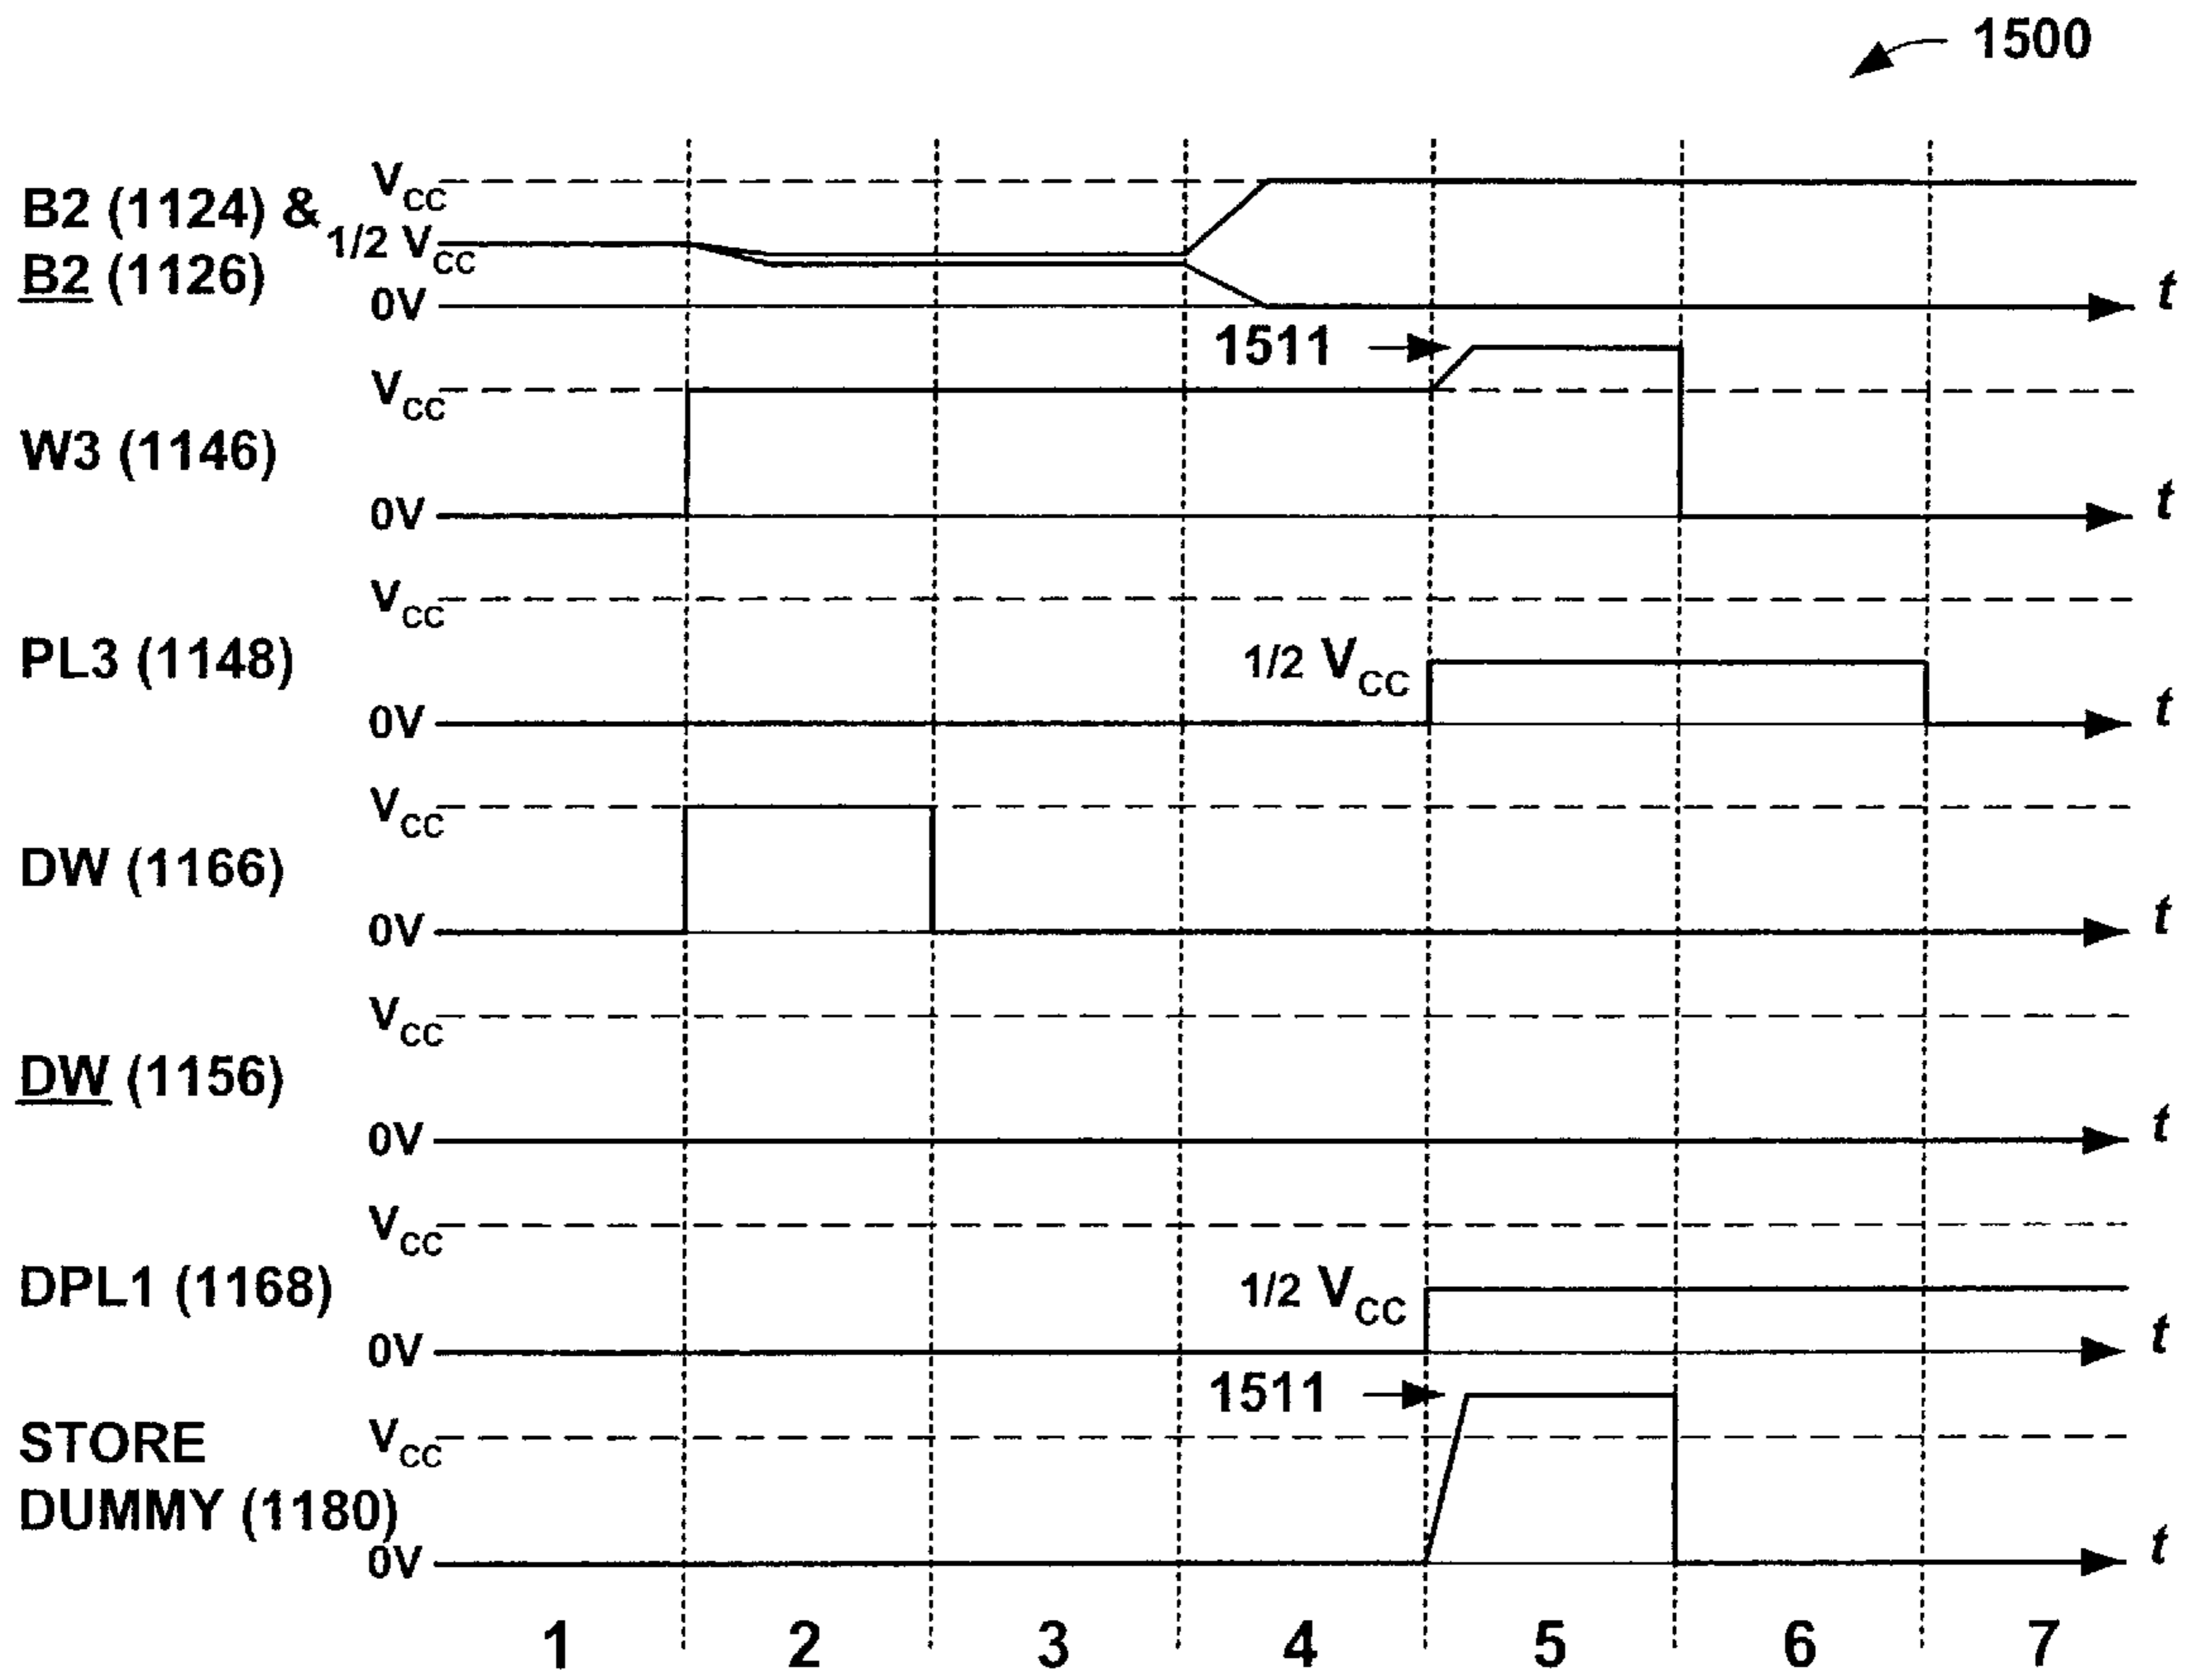 1500
B2 (1124) &
B2 (1126)
VCC
1/2 VCC
0V
t
1511
W3 (1146)
VCC
0V
t
PL3 (1148)
VCC
1/2 VCC
0V
t
DW (1166)
VCC
0V
t
DW (1156)
VCC
0V
t
DPL1 (1168)
VCC
1/2 VCC
0V
t
1511
STORE
DUMMY (1180)
VCC
0V
t
1 2 3 4 5 6 7